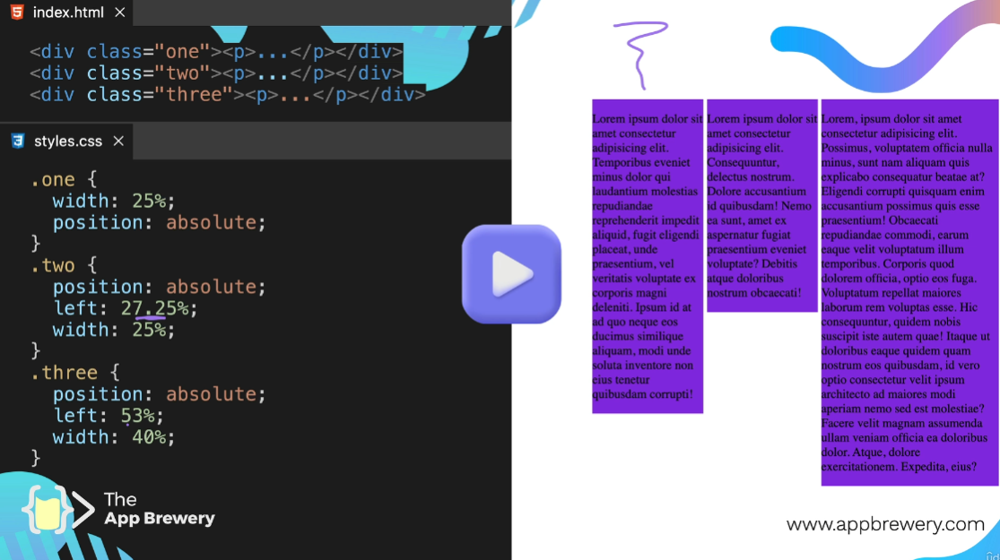 index.html
<div class="one"><p>...</p></div>
<div class="two"><p>...</p></div>
<div class="three"><p>...</p></div>
styles.css
.one {
width: 25%;
position: absolute;
}
.two {
position: absolute;
left: 27.25%;
width: 25%;
}
.three {
position: absolute;
left: 53%;
width: 40%;
}
The
App Brewery
Lorem ipsum dolor sit
amet consectetur
adipisicing elit.
Temporibus eveniet
minus dolor qui
laudantium molestias
repudiandae
reprehenderit impedit
aliquid, fugit eligendi
placeat, unde
praesentium, vel
veritatis voluptate ex
corporis magni
deleniti. Ipsum id at
ad quo neque eos
ducimus similique
aliquam, modi unde
soluta inventore non
eius tenetur
quibusdam corrupti!
Lorem ipsum dolor sit
amet consectetur
adipisicing elit.
Consequuntur,
delectus nostrum.
Dolore accusantium
id quibusdam! Nemo
ea sunt, amet ex
aspernatur fugiat
praesentium eveniet
voluptate? Debitis
atque doloribus
nostrum obcaecati!
Lorem, ipsum dolor sit amet
consectetur adipisicing elit.
Possimus, voluptatem officia nulla
minus, sunt nam aliquam quis
explicabo consequatur beatae at?
Eligendi corrupti quisquam enim
accusantium possimus quis esse
praesentium! Obcaecati
repudiandae commodi, earum
eaque velit voluptatum illum
temporibus. Corporis quod
dolorem officia, optio eos fuga.
Voluptatum repellat maiores
laborum rem voluptas esse. Hic
consequuntur, quidem nobis
suscipit iste autem quae! Itaque ut
doloribus eaque quidem quam
nostrum eos quibusdam, id vero
optio consectetur velit ipsum
architecto ad maiores modi
aperiam nemo sed est molestiae?
Facere velit magnam assumenda
ullam veniam officia ea doloribus
dolor. Atque, dolore
exercitationem. Expedita, eius?
www.appbrewery.com